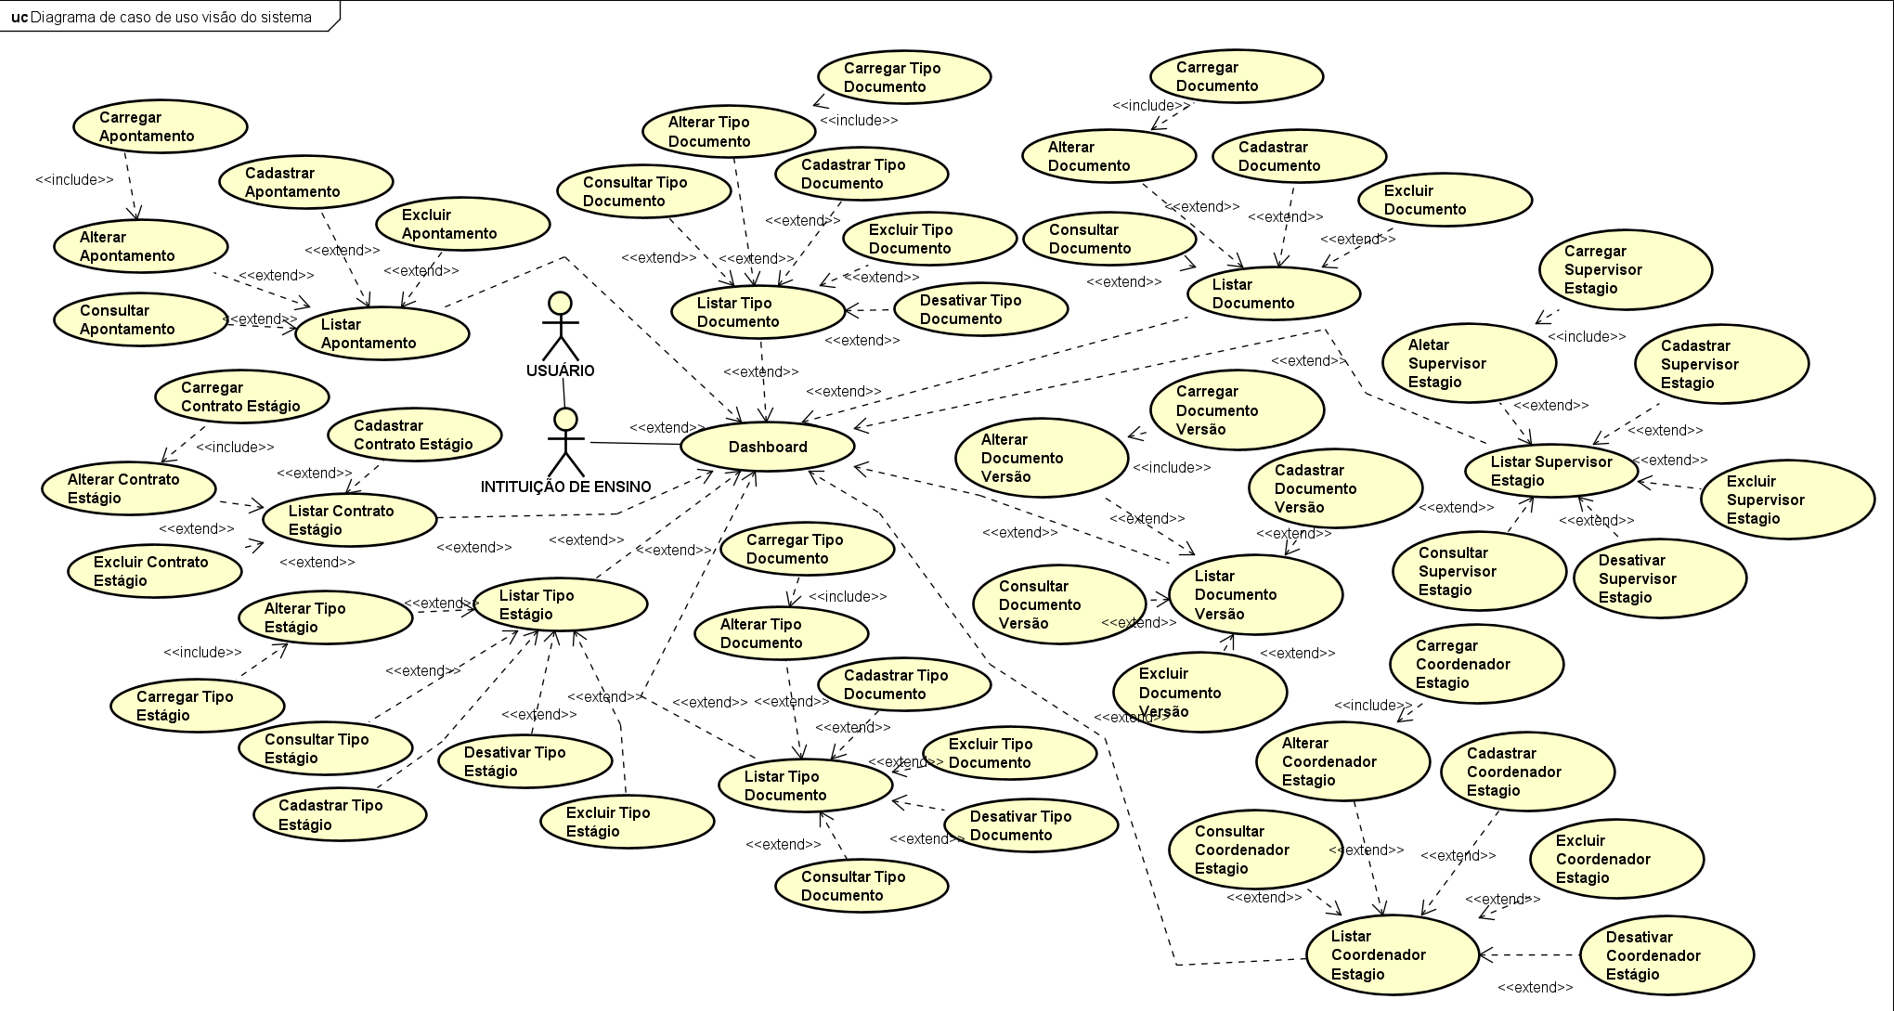 uc Diagrama de caso de uso visão do sistema
Carregar
Apontamento
<<include>>
Cadastrar
Apontamento
Excluir
Apontamento
Alterar
Apontamento
<<extend>>
<<extend>>
<<extend>>
Consultar
Apontamento
<<extend>>
Listar
Apontamento
Carregar Tipo
Documento
<<include>>
Alterar Tipo
Documento
Cadastrar Tipo
Documento
Consultar Tipo
Documento
<<extend>>
Excluir Tipo
Documento
<<extend>>
<<extend>>
<<extend>>
Listar Tipo
Documento
Desativar Tipo
Documento
<<extend>>
<<extend>>
Carregar
Documento
<<include>>
Alterar
Documento
Cadastrar
Documento
Excluir
Documento
<<extend>>
<<extend>>
<<extend>>
Consultar
Documento
<<extend>>
Listar
Documento
<<extend>>
<<extend>>
Carregar
Supervisor
Estagio
<<include>>
Aletar
Supervisor
Estagio
Cadastrar
Supervisor
Estagio
<<extend>>
<<extend>>
<<extend>>
Listar Supervisor
Estagio
Excluir
Supervisor
Estagio
<<extend>>
<<extend>>
Consultar
Supervisor
Estagio
Desativar
Supervisor
Estagio
USUÁRIO
INTITUIÇÃO DE ENSINO
<<extend>>
Dashboard
Carregar
Contrato Estágio
<<include>>
Cadastrar
Contrato Estágio
<<extend>>
Alterar Contrato
Estágio
Listar Contrato
Estágio
<<extend>>
Excluir Contrato
Estágio
<<extend>>
<<extend>>
<<extend>>
<<extend>>
Alterar Tipo
Estágio
<<extend>>
Listar Tipo
Estágio
<<include>>
Carregar Tipo
Estágio
<<extend>>
Consultar Tipo
Estágio
<<extend>>
<<extend>>
Desativar Tipo
Estágio
Cadastrar Tipo
Estágio
Excluir Tipo
Estágio
Carregar Tipo
Documento
<<include>>
Alterar Tipo
Documento
Cadastrar Tipo
Documento
<<extend>>
<<extend>>
<<extend>>
Excluir Tipo
Documento
<<extend>>
Listar Tipo
Documento
Desativar Tipo
Documento
<<extend>>
<<extend>>
Consultar Tipo
Documento
Carregar
Documento
Versão
Alterar
Documento
Versão
<<include>>
Cadastrar
Documento
Versão
<<extend>>
<<extend>>
<<extend>>
Consultar
Documento
Versão
<<extend>>
Listar
Documento
Versão
<<extend>>
Excluir
Documento
Versão
<<extend>>
Carregar
Coordenador
Estagio
<<include>>
Alterar
Coordenador
Estagio
Cadastrar
Coordenador
Estagio
Consultar
Coordenador
Estagio
<<extend>>
<<extend>>
Excluir
Coordenador
Estagio
<<extend>>
<<extend>>
Listar
Coordenador
Estagio
Desativar
Coordenador
Estágio
<<extend>>